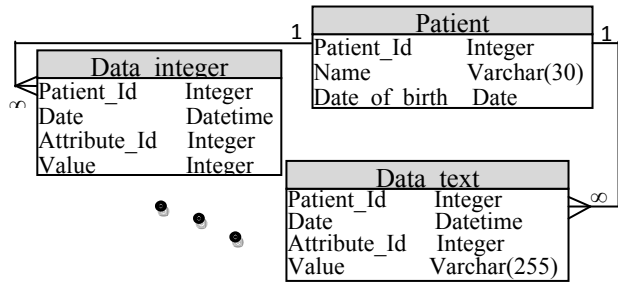 1
Patient
1
Patient_Id Integer
Name Varchar(30)
Date_of_birth Date
∞
Data_integer
Patient_Id Integer
Date Datetime
Attribute_Id Integer
Value Integer
Data_text
∞
Patient_Id Integer
Date Datetime
Attribute_Id Integer
Value Varchar(255)